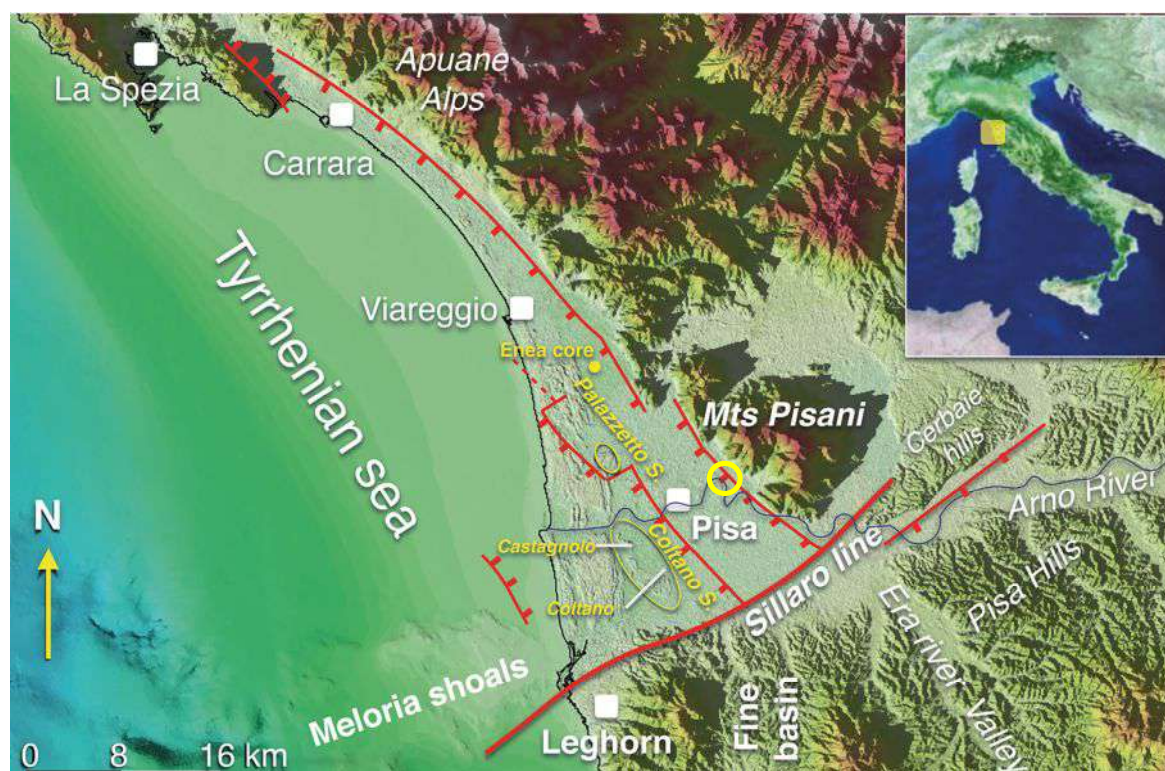 La Spezia
Apuane
Alps
Carrara
Tyrrhenian sea
Viareggio
Enea core
Palazzetto S.
Mts Pisani
Cerbaie
hills
N
Pisa
Arno River
Castagnolo
Coltano S.
Coltano
Sillaro line
Pisa Hills
Era river valley
Meloria shoals
Fine
basin
Leghorn
0 8 16 km